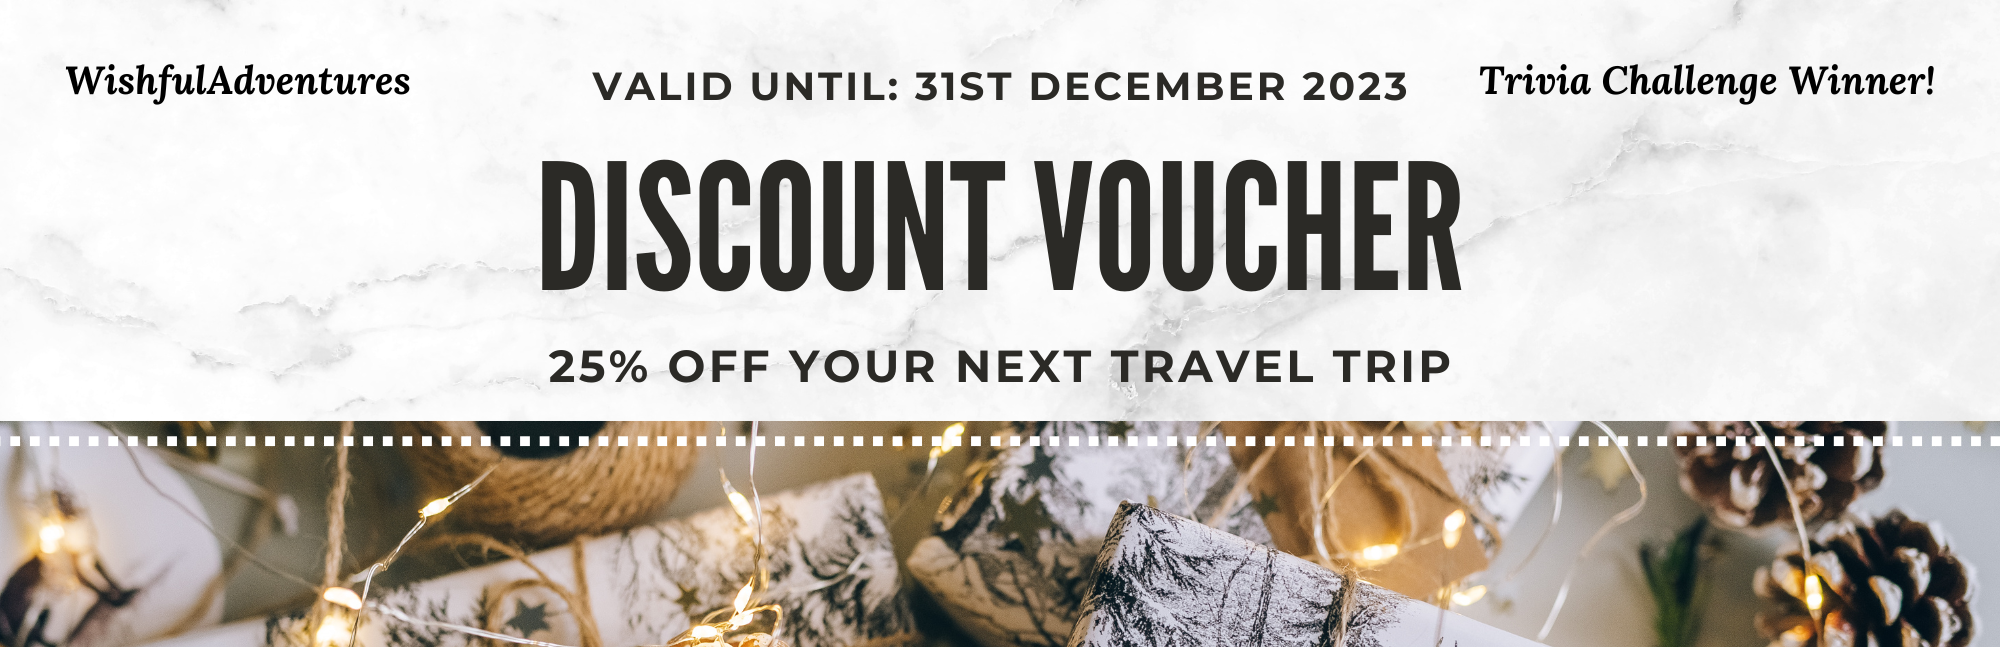 WishfulAdventures
VALID UNTIL: 31ST DECEMBER 2023
Trivia Challenge Winner!
DISCOUNT VOUCHER
25% OFF YOUR NEXT TRAVEL TRIP